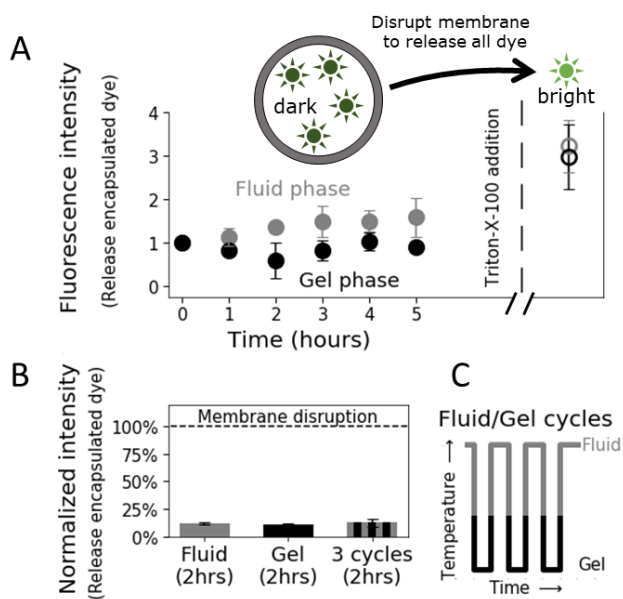 A
Disrupt membrane
to release all dye
dark
bright
Fluorescence intensity
(Release encapsulated dye)
4
3
2
1
0
Fluid phase
Gel phase
Triton-X-100 addition
0 1 2 3 4 5
Time (hours)
B
Normalized intensity
(Release encapsulated dye)
Membrane disruption
100%
75%
50%
25%
0%
Fluid Gel 3 cycles
(2hrs) (2hrs) (2hrs)
C
Fluid/Gel cycles
Temperature
Fluid
Gel
Time